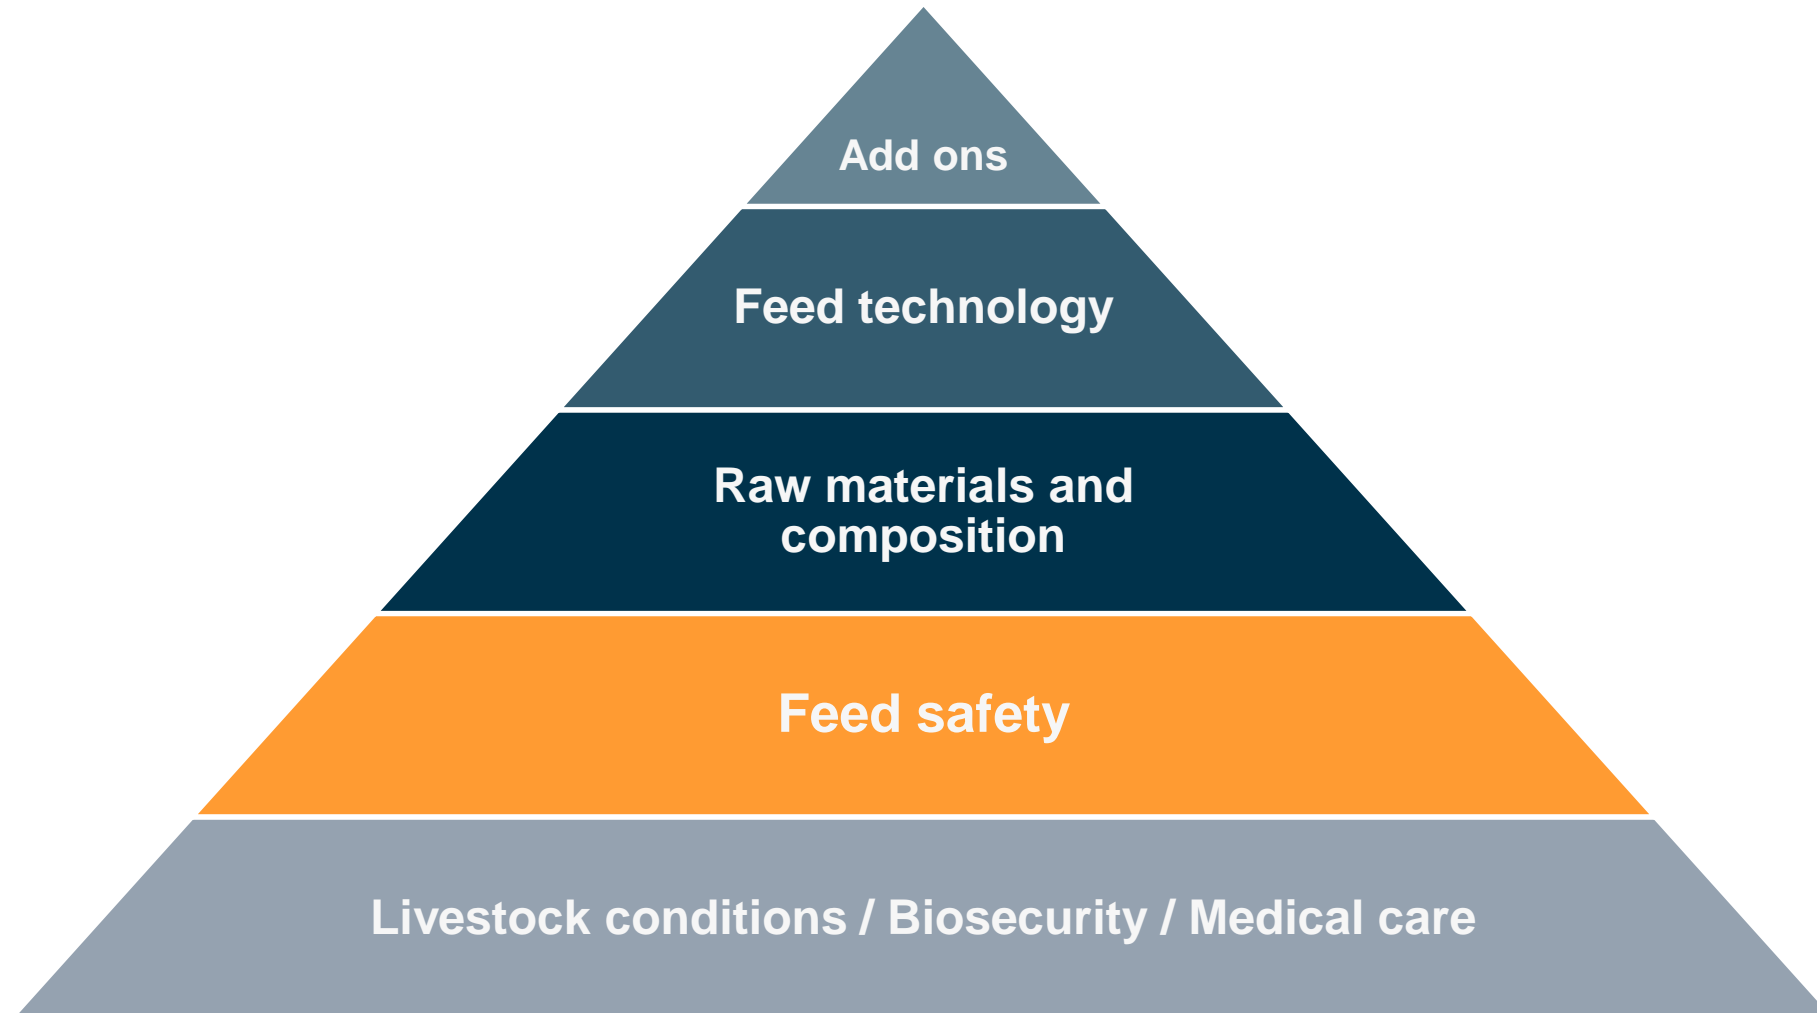 Add ons
Feed technology
Raw materials and
composition
Feed safety
Livestock conditions / Biosecurity / Medical care